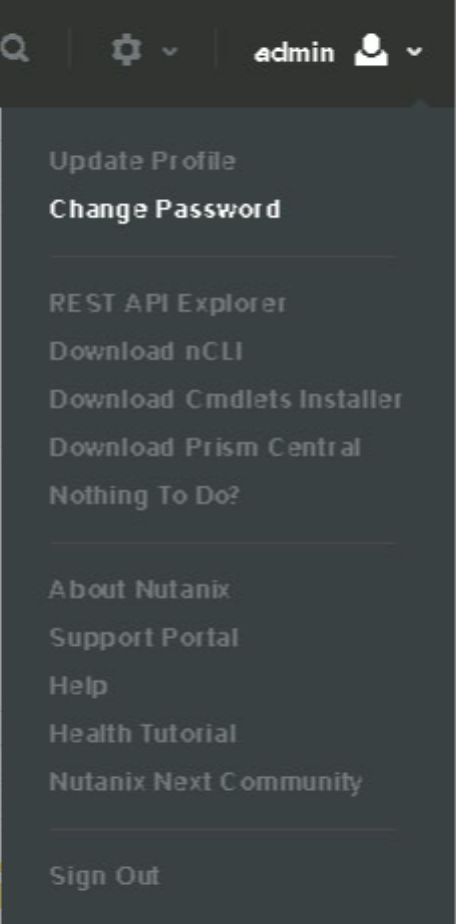 admin
Update Profile
Change Password
REST API Explorer
Download nCLI
Download Cmdlets Installer
Download Prism Central
Nothing To Do?
About Nutanix
Support Portal
Help
Health Tutorial
Nutanix Next Community
Sign Out